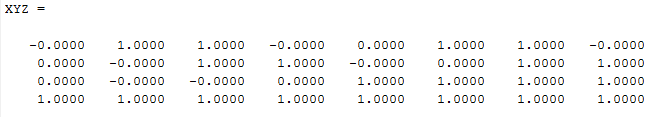 XYZ =
-0.0000 1.0000 1.0000 -0.0000 0.0000 1.0000 1.0000 -0.0000
0.0000 -0.0000 1.0000 1.0000 -0.0000 0.0000 1.0000 1.0000
0.0000 -0.0000 -0.0000 0.0000 1.0000 1.0000 1.0000 1.0000
1.0000 1.0000 1.0000 1.0000 1.0000 1.0000 1.0000 1.0000